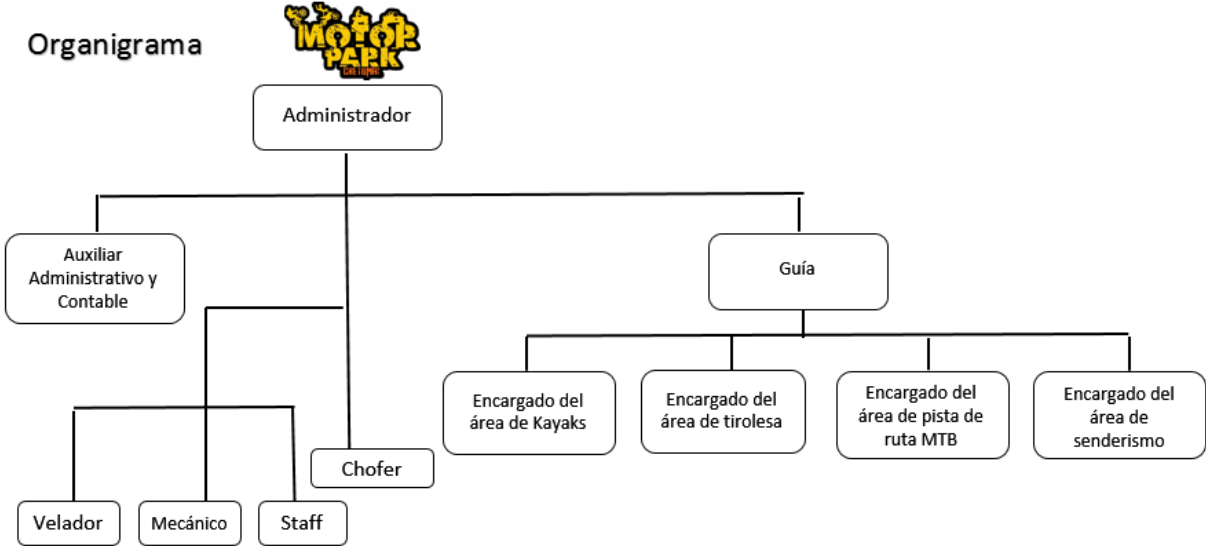 Organigrama
MOTOR
PARK
CHETUMAL
Administrador
Auxiliar
Administrativo y
Contable
Guía
Encargado del
área de Kayaks
Encargado del
área de tirolesa
Encargado del
área de pista de
ruta MTB
Encargado del
área de
senderismo
Chofer
Velador
Mecánico
Staff